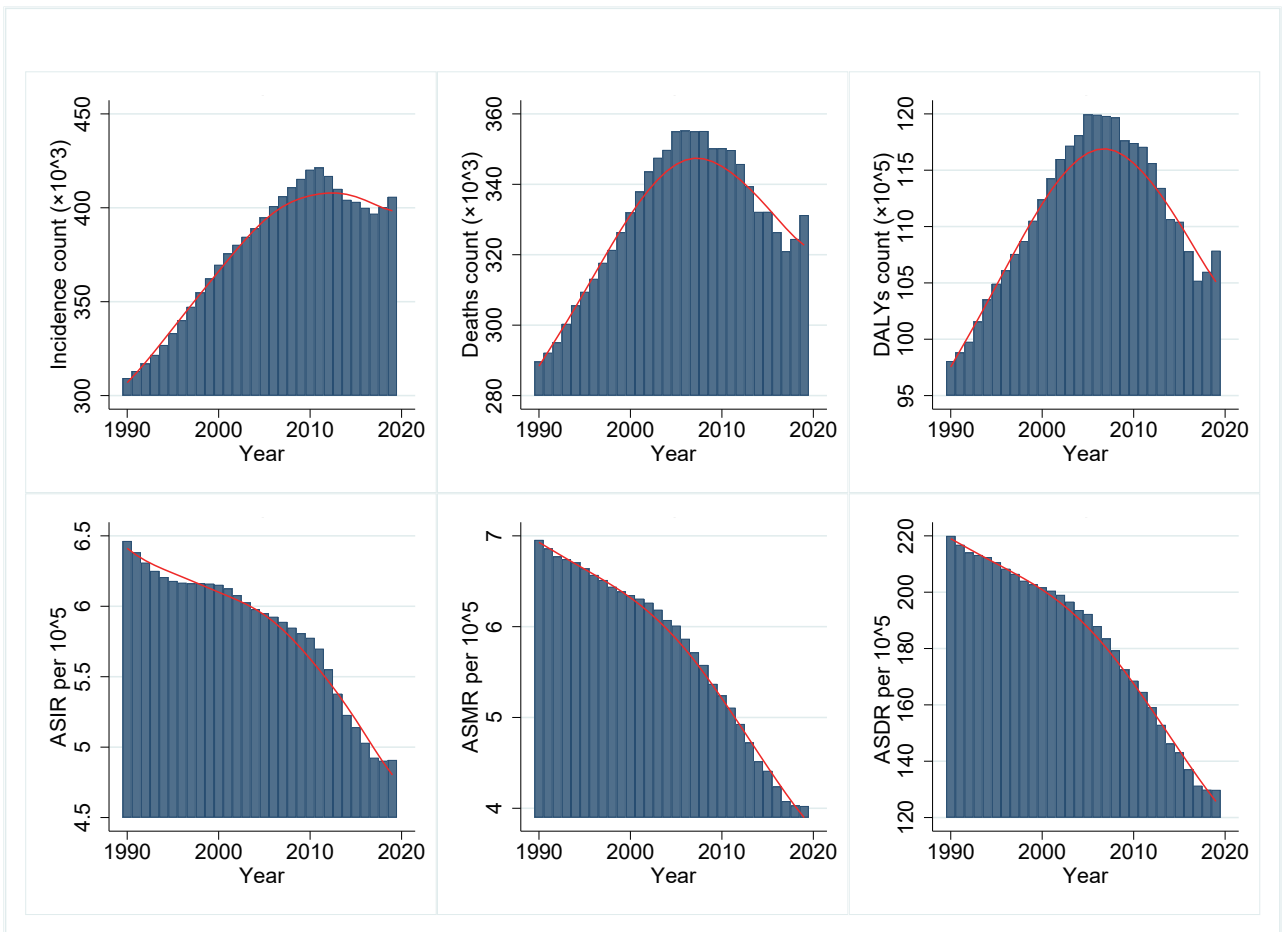 Incidence count (×10^3)
450
400
350
300
1990 2000 2010 2020
Year
Deaths count (×10^3)
360
340
320
300
280
1990 2000 2010 2020
Year
DALYs count (×10^5)
120
115
110
105
100
95
1990 2000 2010 2020
Year
ASIR per 10^5
6.5
6
5.5
5
4.5
1990 2000 2010 2020
Year
ASMR per 10^5
7
6
5
4
1990 2000 2010 2020
Year
ASDR per 10^5
220
200
180
160
140
120
1990 2000 2010 2020
Year